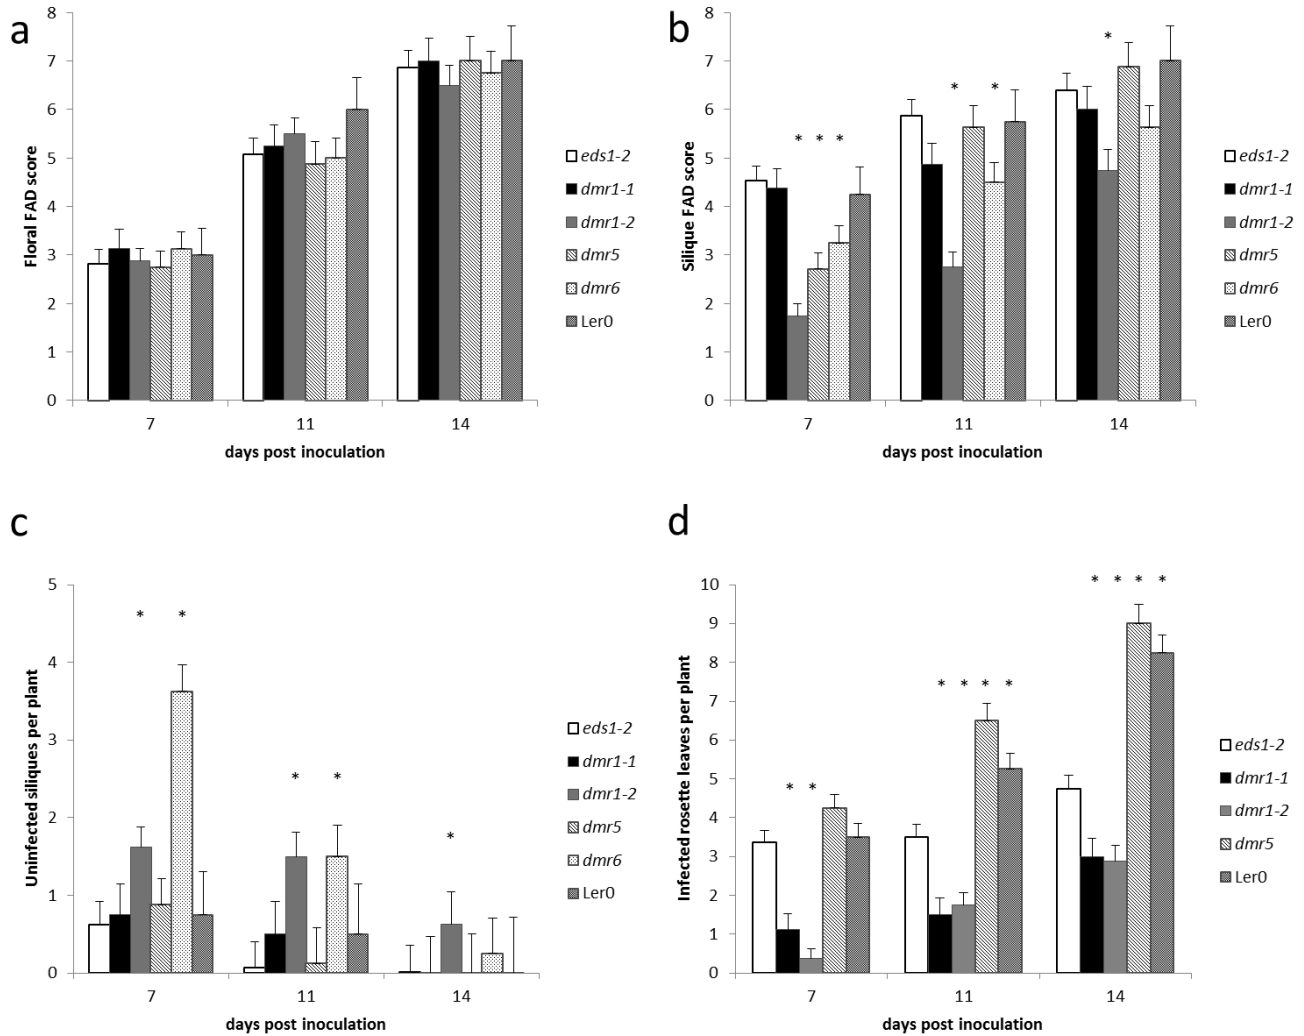 a
Floral FAD score
8
7
6
5
4
3
2
1
0
7
11
14
days post inoculation
eds1-2
dmr1-1
dmr1-2
dmr5
dmr6
Ler0
b
Silique FAD score
8
7
6
5
4
3
2
1
0
* * *
* *
*
7
11
14
days post inoculation
eds1-2
dmr1-1
dmr1-2
dmr5
dmr6
Ler0
c
Uninfected siliques per plant
5
4
3
2
1
0
* *
* *
*
7
11
14
days post inoculation
eds1-2
dmr1-1
dmr1-2
dmr5
dmr6
Ler0
d
Infected rosette leaves per plant
10
9
8
7
6
5
4
3
2
1
0
* *
* * * *
* * * *
7
11
14
days post inoculation
eds1-2
dmr1-1
dmr1-2
dmr5
Ler0